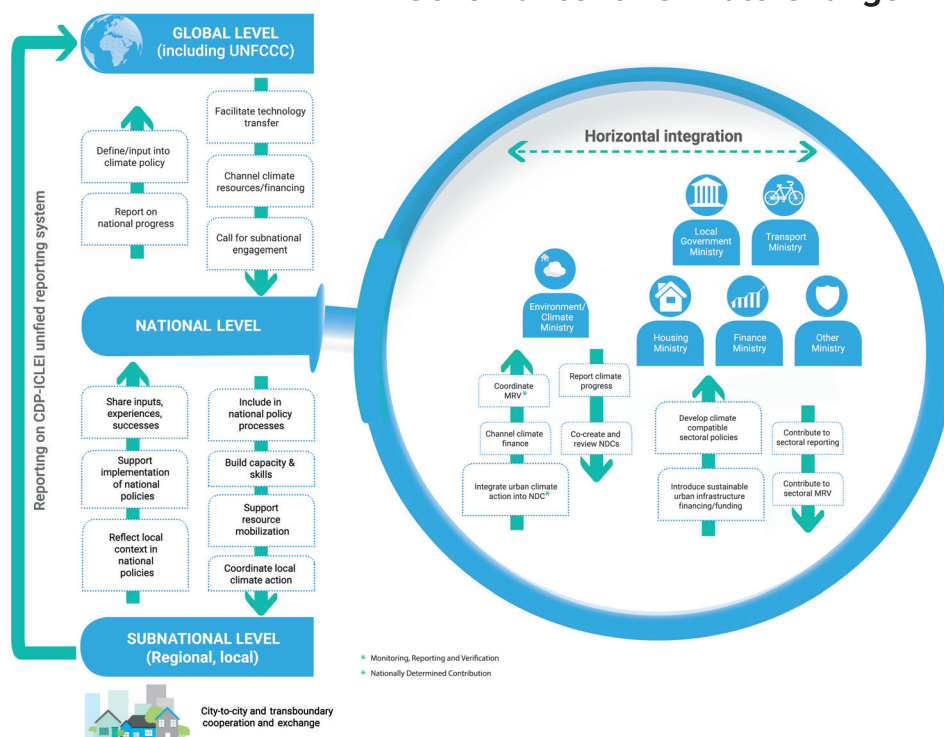 GLOBAL LEVEL
(including UNFCCC)
Reporting on CDP-ICLEI unified reporting system
Define/input into
climate policy
Report on
national progress
Facilitate technology
transfer
Channel climate
resources/financing
Call for subnational
engagement
NATIONAL LEVEL
Share inputs,
experiences,
successes
Support
implementation
of national
policies
Reflect local
context in
national
policies
Include in
national policy
processes
Build capacity &
skills
Support
resource
mobilization
Coordinate local
climate action
SUBNATIONAL LEVEL
(Regional, local)
City-to-city and transboundary
cooperation and exchange
Horizontal integration
Local
Government
Ministry
Transport
Ministry
Environment/
Climate
Ministry
Housing
Ministry
Finance
Ministry
Other
Ministry
Coordinate
MRV*
Channel climate
finance
Integrate urban climate
action into NDC*
Report climate
progress
Co-create and
review NDCs
Develop climate
compatible
sectoral policies
Introduce sustainable
urban infrastructure
financing/funding
Contribute to
sectoral reporting
Contribute to
sectoral MRV
* Monitoring, Reporting and Verification
* Nationally Determined Contribution